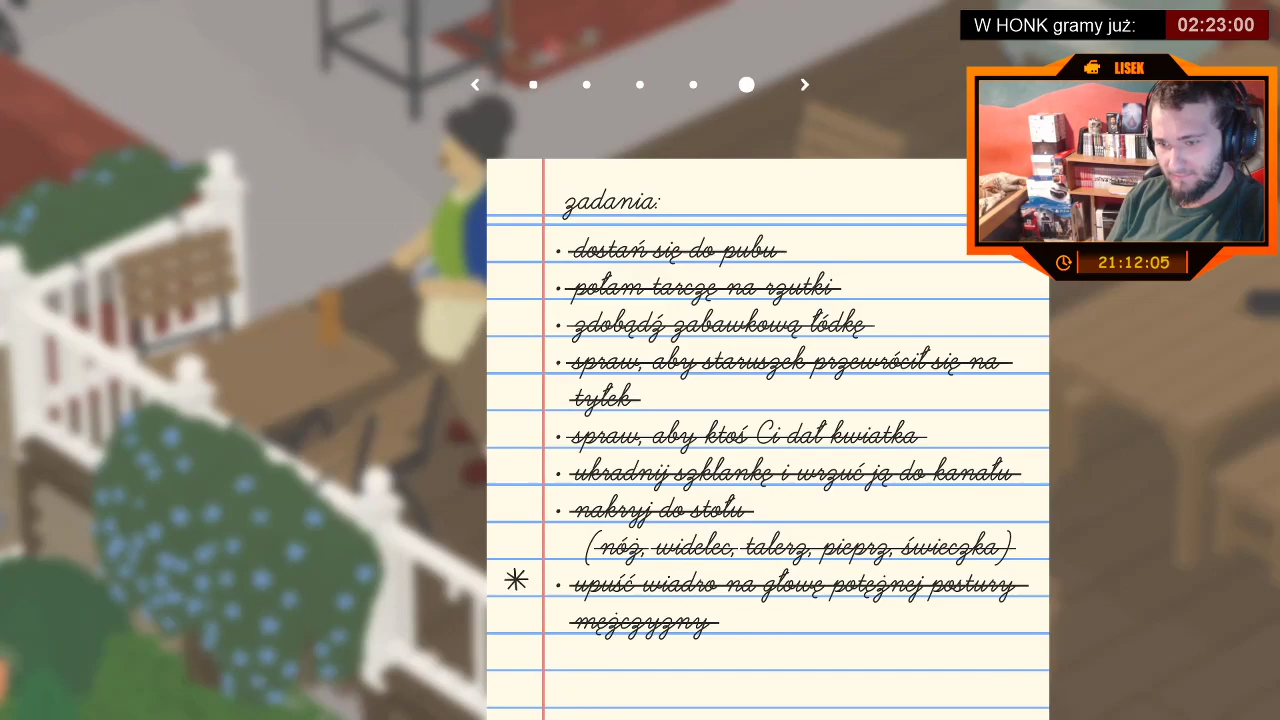 W HONK gramy już: 02:23:00
LISEK
zadania:
• dostań się do pubu
• połam tarczę na rzutki
• zdobądź zabawkową łódkę
• spraw, aby staruszek przewrócił się na
tyłek
• spraw, aby ktoś Ci dał kwiatka
• ukradnij szklankę i wrzuć ją do kanału
• nakryj do stołu
(nóż, widelec, talerz, pieprz, świeczka)
• upuść wiadro na głowę potężnej postury
mężczyzny
21:12:05